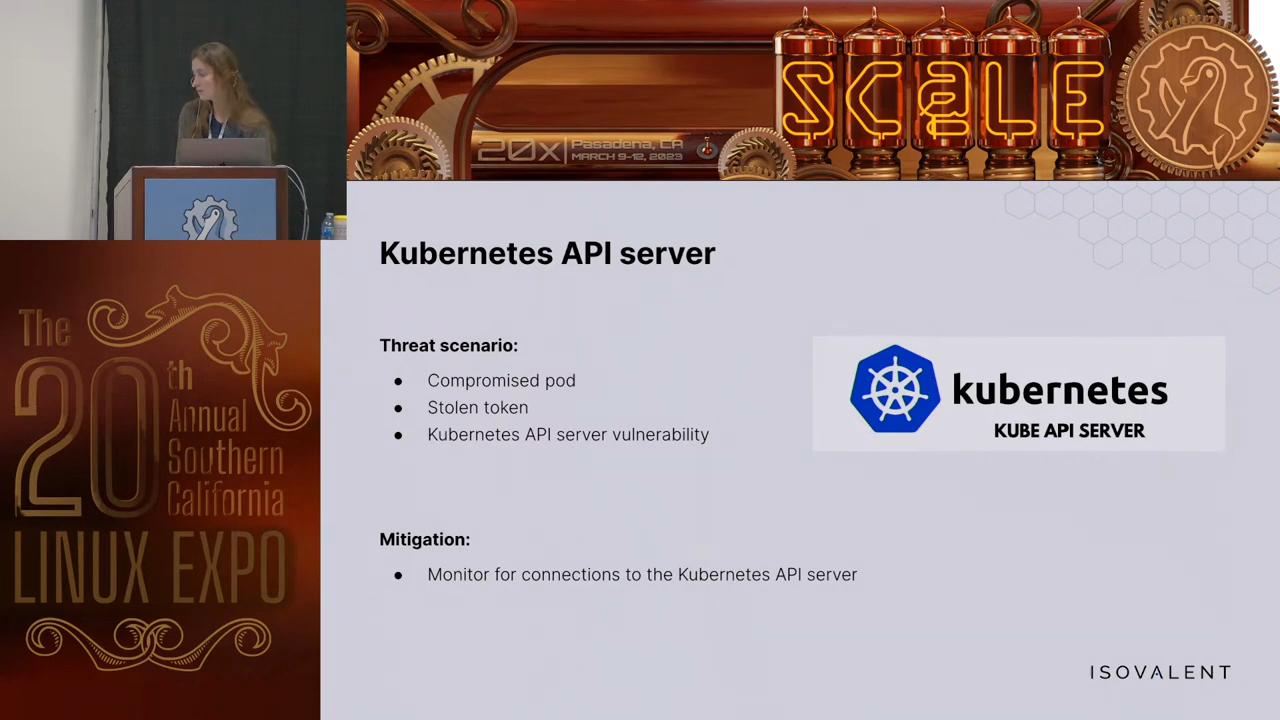 SC@LE
20x
Pasadena, CA
MARCH 9-12, 2023
The
20th
Annual
Southern
California
LINUX EXPO
Kubernetes API server
Threat scenario:
● Compromised pod
● Stolen token
● Kubernetes API server vulnerability
kubernetes
KUBE API SERVER
Mitigation:
● Monitor for connections to the Kubernetes API server
ISOVALENT